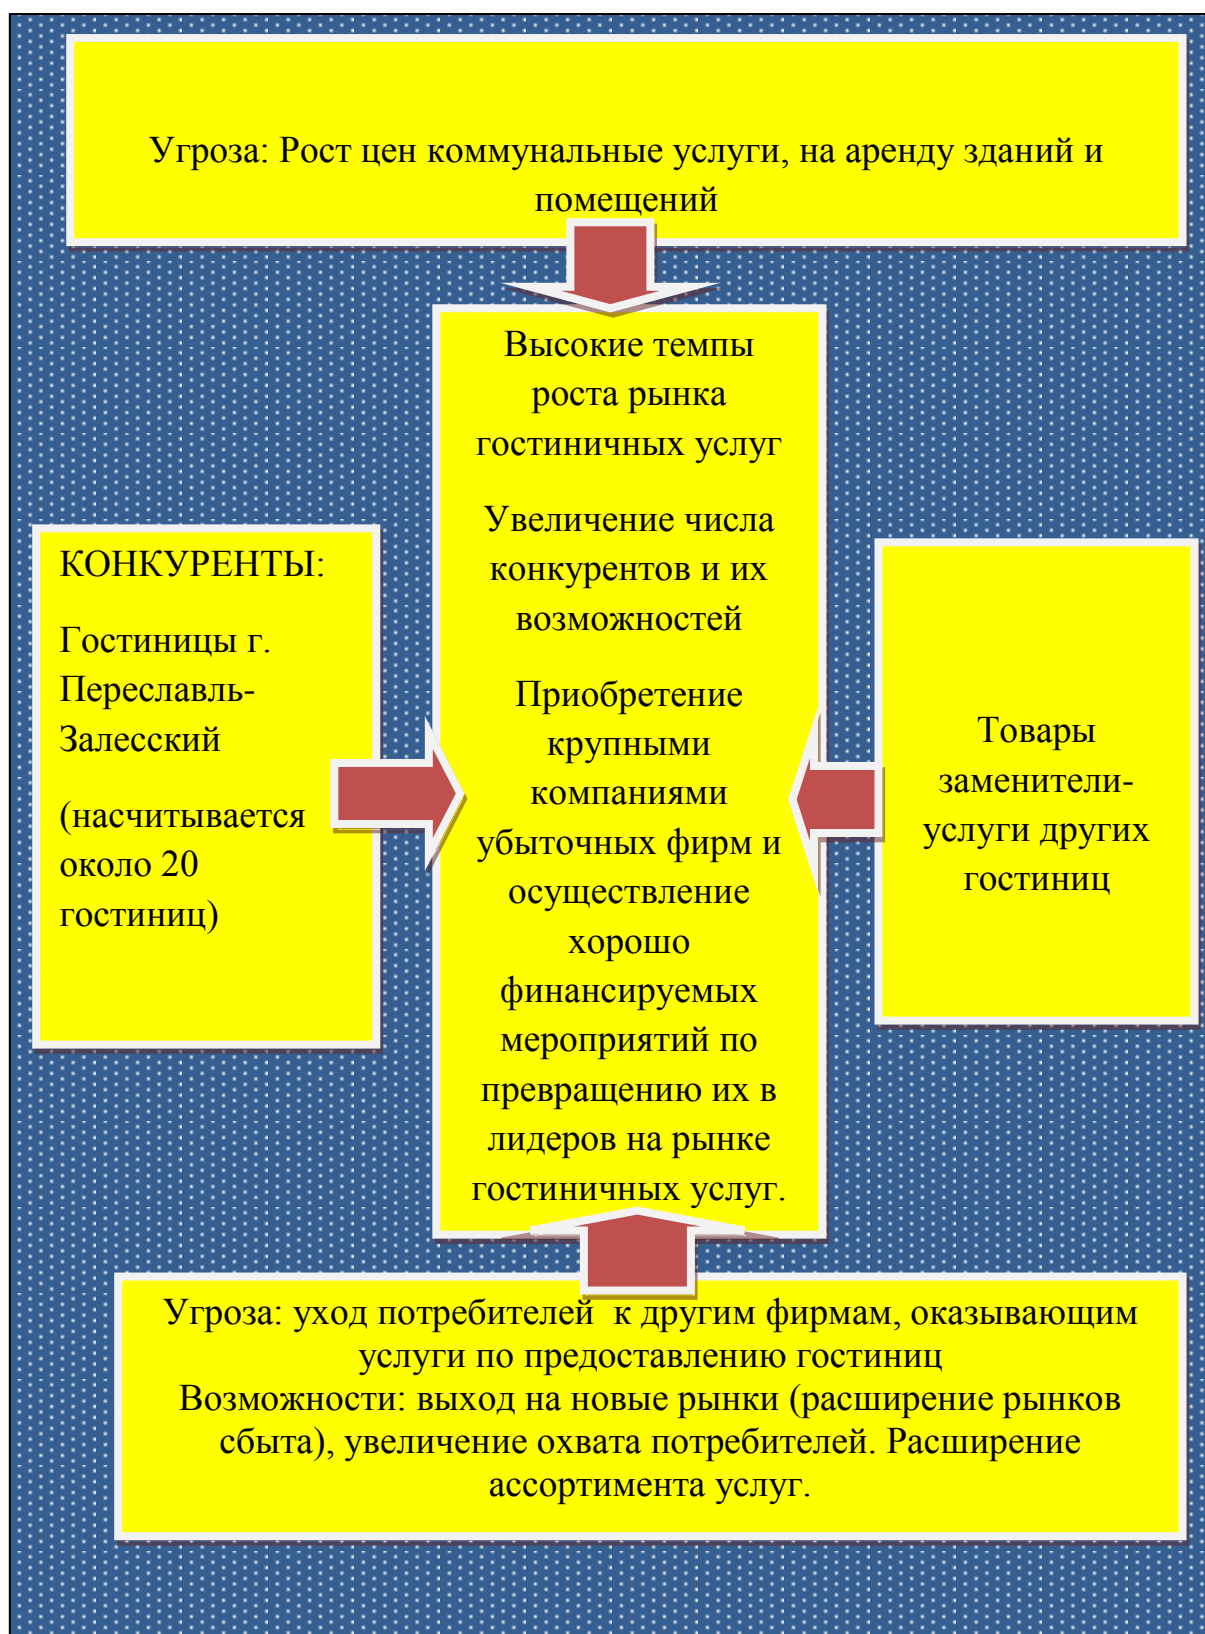 Угроза: Рост цен коммунальные услуги, на аренду зданий и
помещений
Высокие темпы
роста рынка
гостиничных услуг
Увеличение числа
конкурентов и их
возможностей
Приобретение
крупными
компаниями
убыточных фирм и
осуществление
хорошо
финансируемых
мероприятий по
превращению их в
лидеров на рынке
гостиничных услуг.
КОНКУРЕНТЫ:
Гостиницы г.
Переславль-
Залесский
(насчитывается
около 20
гостиниц)
Товары
заменители-
услуги других
гостиниц
Угроза: уход потребителей  к другим фирмам, оказывающим
услуги по предоставлению гостиниц
Возможности: выход на новые рынки (расширение рынков
сбыта), увеличение охвата потребителей. Расширение
ассортимента услуг.